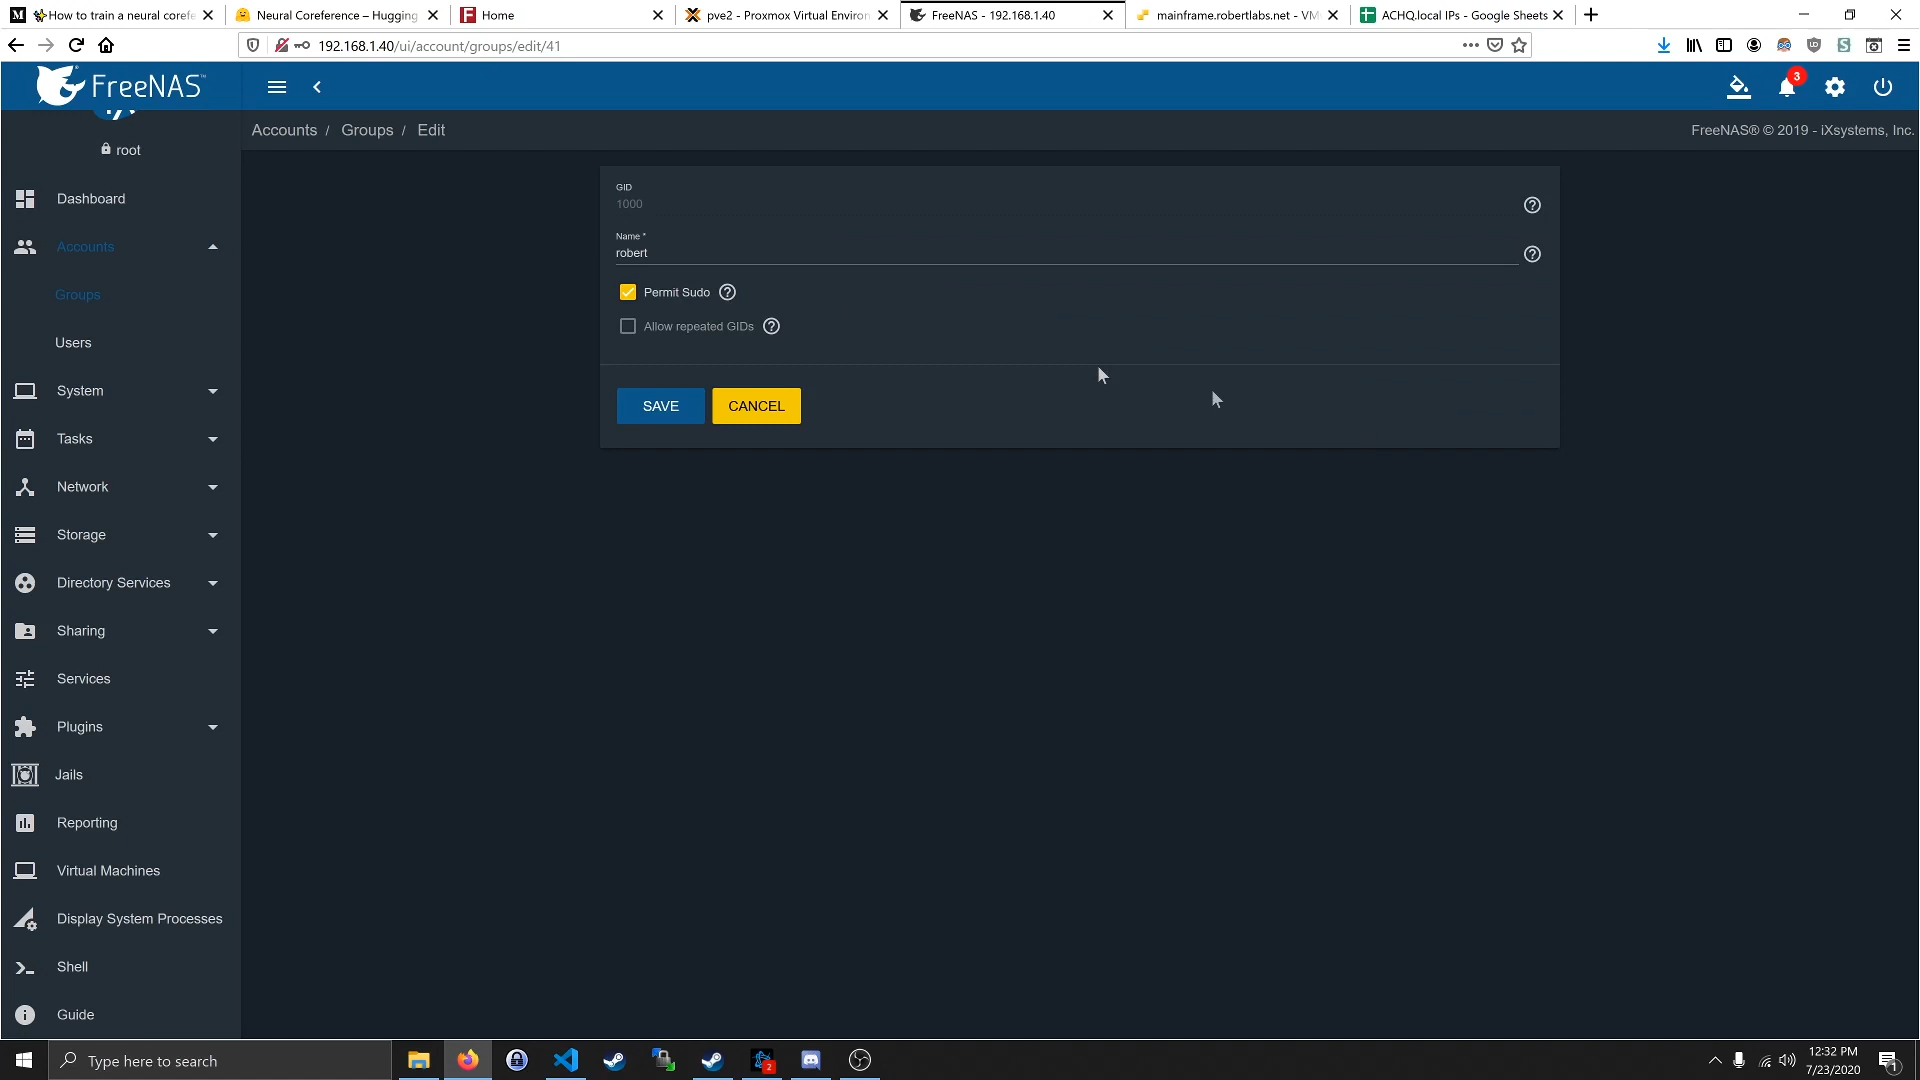 How to train a neural corefe
Neural Coreference – Hugging
Home
pve2 - Proxmox Virtual Environ
FreeNAS - 192.168.1.40
mainframe.robertlabs.net - VM
ACHQ.local IPs - Google Sheets
192.168.1.40/ui/account/groups/edit/41
FreeNAS
3
Accounts / Groups / Edit
FreeNAS® © 2019 - iXsystems, Inc.
root
Dashboard
Accounts
Groups
Users
System
Tasks
Network
Storage
Directory Services
Sharing
Services
Plugins
Jails
Reporting
Virtual Machines
Display System Processes
Shell
Guide
GID
1000
Name *
robert
Permit Sudo
Allow repeated GIDs
SAVE
CANCEL
Type here to search
2
12:32 PM
7/23/2020
1